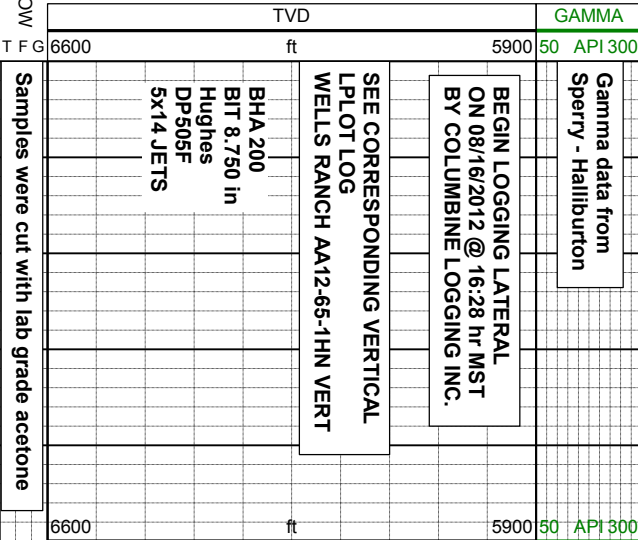 OW
TVD
GAMMA
T F G
6600 ft 5900
50 API 300
Samples were cut with lab grade acetone
BHA 200
BIT 8.750 in
Hughes
DP505F
5x14 JETS
SEE CORRESPONDING VERTICAL
LPLOT LOG
WELLS RANCH AA12-65-1HN VERT
BEGIN LOGGING LATERAL
ON 08/16/2012 @ 16:28 hr MST
BY COLUMBINE LOGGING INC.
Gamma data from
Sperry - Halliburton
6600 ft 5900
50 API 300